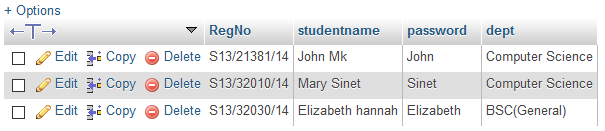 + Options
RegNo studentname password dept
Edit Copy Delete S13/21381/14 John Mk John Computer Science
Edit Copy Delete S13/32010/14 Mary Sinet Sinet Computer Science
Edit Copy Delete S13/32030/14 Elizabeth hannah Elizabeth BSC(General)